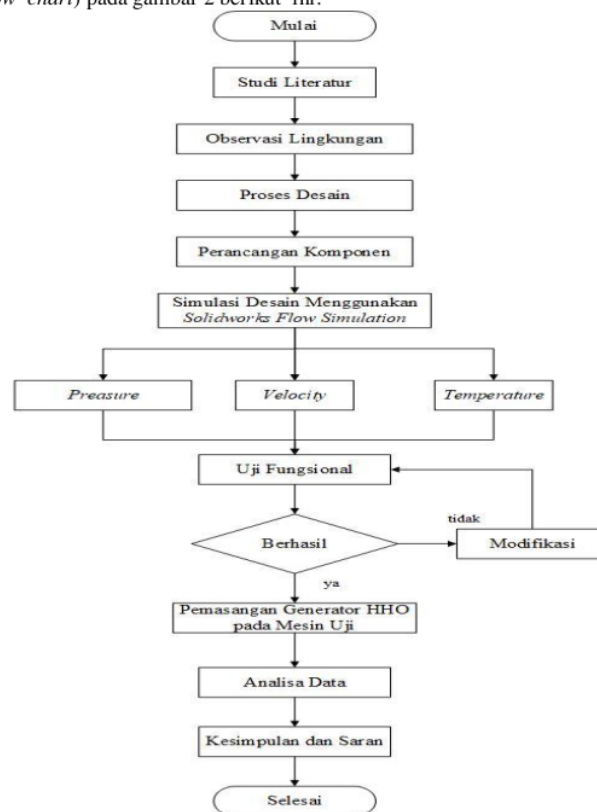 chart) pada gambar 2 berikut ini.
Mulai
Studi Literatur
Observasi Lingkungan
Proses Desain
Perancangan Komponen
Simulasi Desain Menggunakan
Solidworks Flow Simulation
Preasure
Velocity
Temperature
Uji Fungsional
tidak
Berhasil
Modifikasi
ya
Pemasangan Generator HHO
pada Mesin Uji
Analisa Data
Kesimpulan dan Saran
Selesai